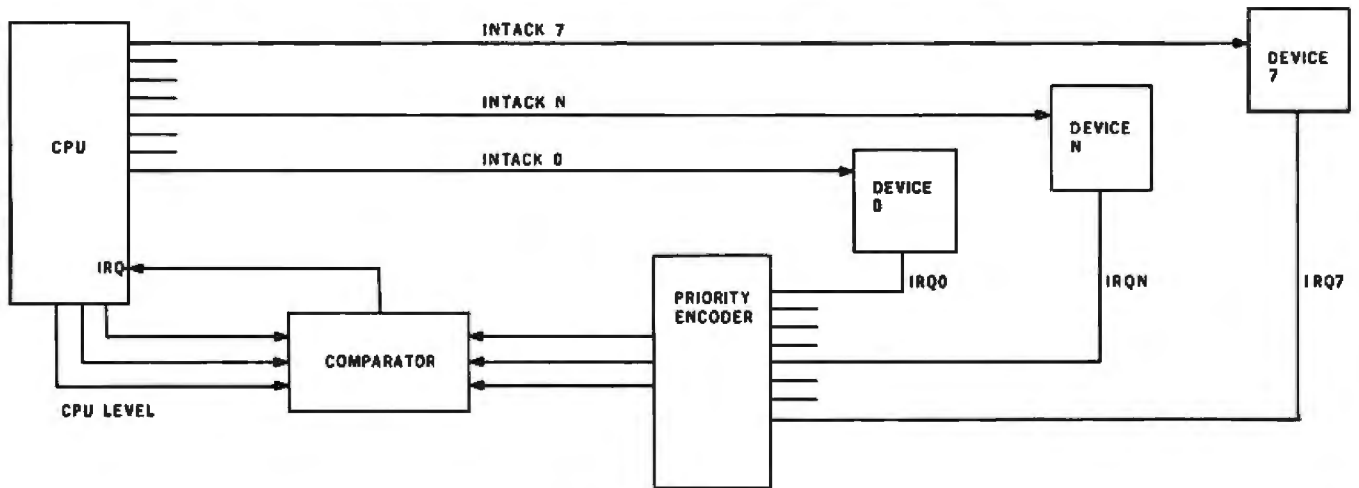 INTACK 7
DEVICE
7
INTACK N
DEVICE
N
CPU
INTACK 0
DEVICE
0
IRQ
PRIORITY
ENCODER
IRQ0
IRQN
IRQ7
COMPARATOR
CPU LEVEL